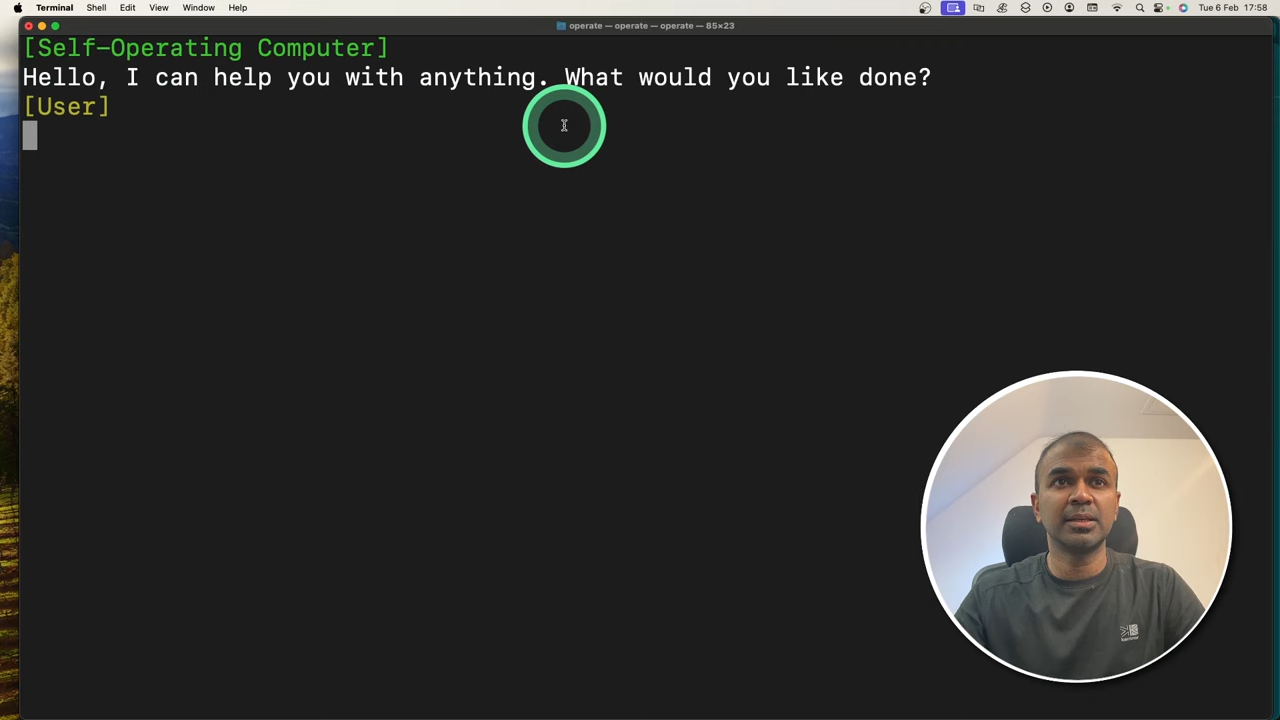 Terminal Shell Edit View Window Help Tue 6 Feb 17:58
operate — operate — operate — 85×23
[Self-Operating Computer]
Hello, I can help you with anything. What would you like done?
[User]